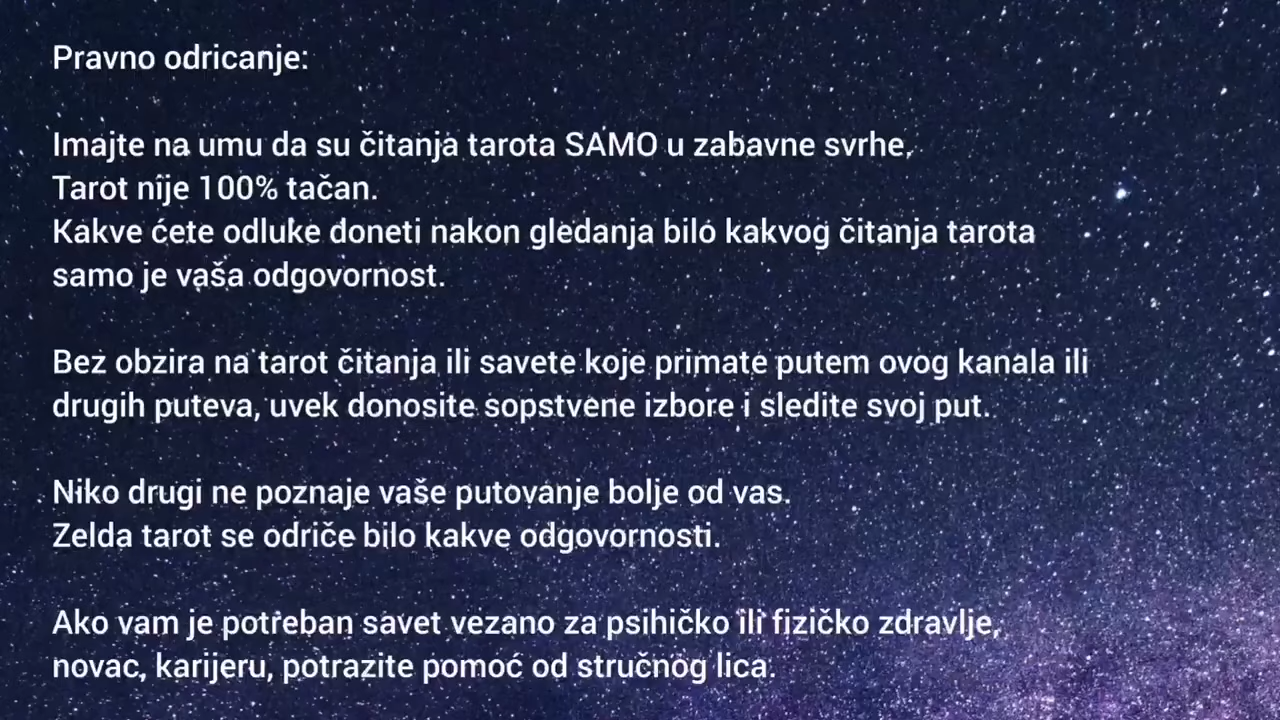 Pravno odricanje:
Imajte na umu da su čitanja tarota SAMO u zabavne svrhe.
Tarot nije 100% tačan.
Kakve ćete odluke doneti nakon gledanja bilo kakvog čitanja tarota
samo je vaša odgovornost.
Bez obzira na tarot čitanja ili savete koje primate putem ovog kanala ili
drugih puteva, uvek donosite sopstvene izbore i sledite svoj put.
Niko drugi ne poznaje vaše putovanje bolje od vas.
Zelda tarot se odriče bilo kakve odgovornosti.
Ako vam je potreban savet vezano za psihičko ili fizičko zdravlje,
novac, karijeru, potrazite pomoć od stručnog lica.